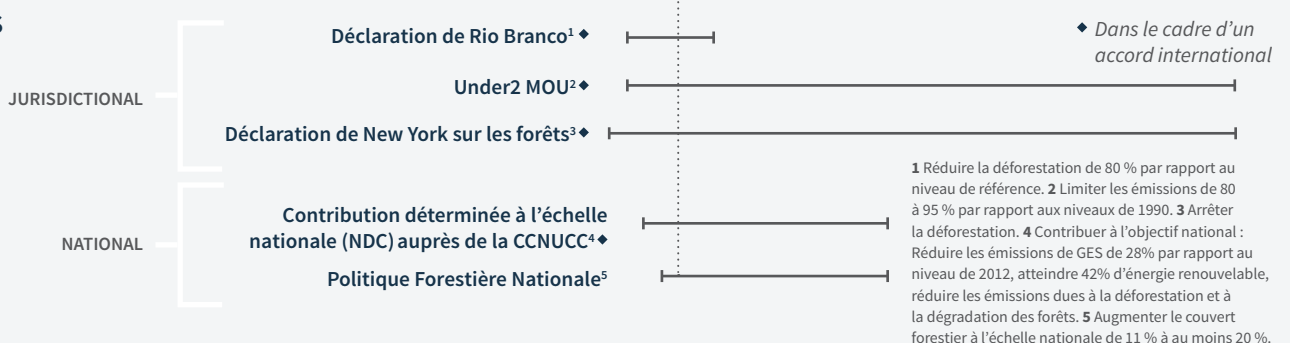 JURISDICTIONAL
Déclaration de Rio Branco¹ ◆
Under2 MOU² ◆
Déclaration de New York sur les forêts³ ◆
NATIONAL
Contribution déterminée à l'échelle
nationale (NDC) auprès de la CCNUCC⁴ ◆
Politique Forestière Nationale⁵
◆ Dans le cadre d'un
accord international
1 Réduire la déforestation de 80 % par rapport au
niveau de référence. 2 Limiter les émissions de 80
à 95 % par rapport aux niveaux de 1990. 3 Arrêter
la déforestation. 4 Contribuer à l'objectif national :
Réduire les émissions de GES de 28% par rapport au
niveau de 2012, atteindre 42% d'énergie renouvelable,
réduire les émissions dues à la déforestation et à
la dégradation des forêts. 5 Augmenter le couvert
forestier à l'échelle nationale de 11 % à au moins 20 %.